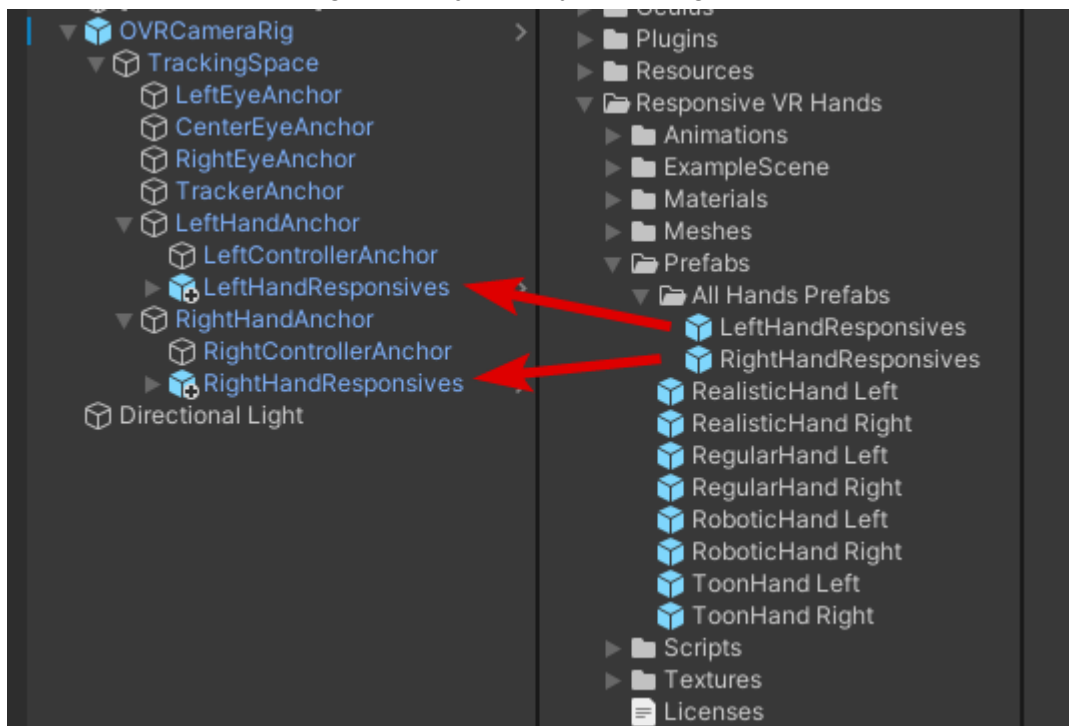 OVRCameraRig
TrackingSpace
LeftEyeAnchor
CenterEyeAnchor
RightEyeAnchor
TrackerAnchor
LeftHandAnchor
LeftControllerAnchor
LeftHandResponsives
RightHandAnchor
RightControllerAnchor
RightHandResponsives
Directional Light
Plugins
Resources
Responsive VR Hands
Animations
ExampleScene
Materials
Meshes
Prefabs
All Hands Prefabs
LeftHandResponsives
RightHandResponsives
RealisticHand Left
RealisticHand Right
RegularHand Left
RegularHand Right
RoboticHand Left
RoboticHand Right
ToonHand Left
ToonHand Right
Scripts
Textures
Licenses